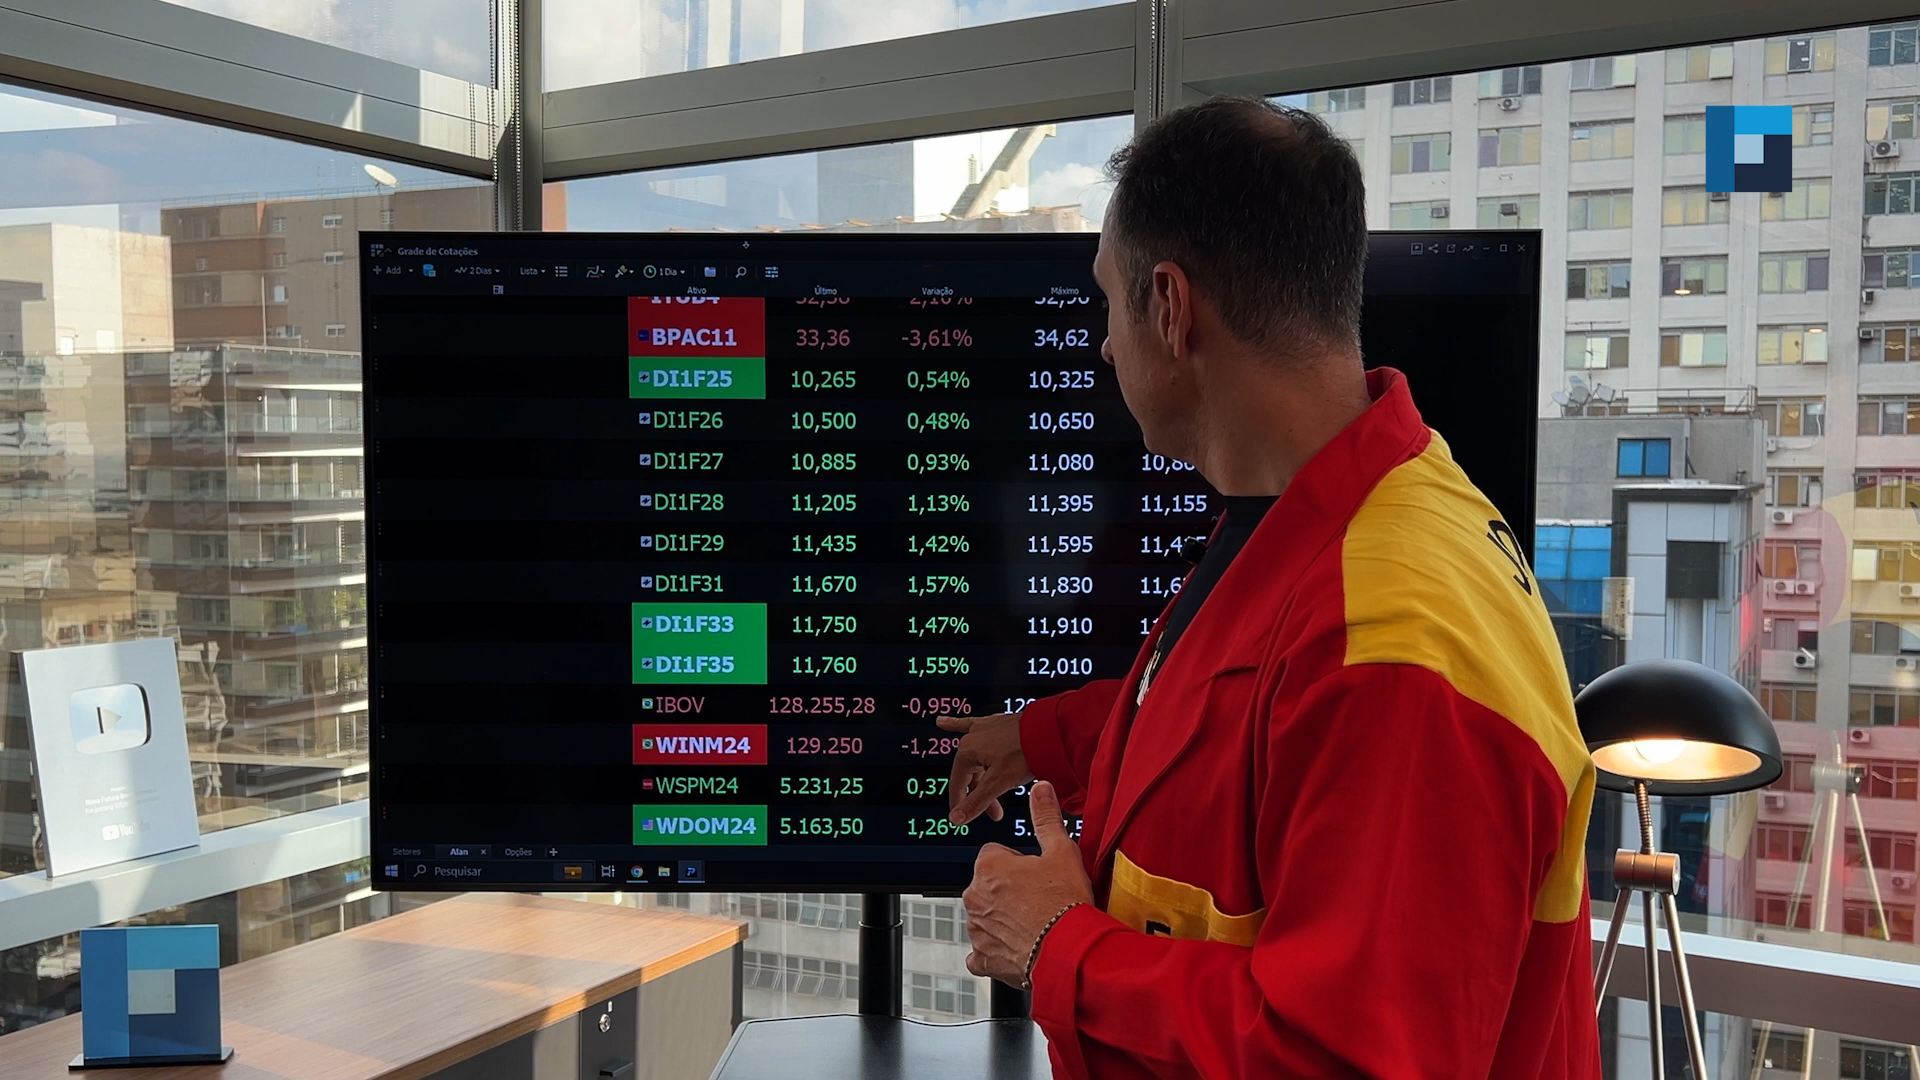 Grade de Cotações
Add 2 Dias Lista 1 Dia
Ativo Último Variação Máximo
ITUB4
BPAC11 33,36 -3,61% 34,62
DI1F25 10,265 0,54% 10,325
DI1F26 10,500 0,48% 10,650
DI1F27 10,885 0,93% 11,080
DI1F28 11,205 1,13% 11,395 11,155
DI1F29 11,435 1,42% 11,595
DI1F31 11,670 1,57% 11,830
DI1F33 11,750 1,47% 11,910
DI1F35 11,760 1,55% 12,010
IBOV 128.255,28 -0,95%
WINM24 129.250 -1,28%
WSPM24 5.231,25 0,37
WDOM24 5.163,50 1,26%
Setores Alan Opções
Pesquisar